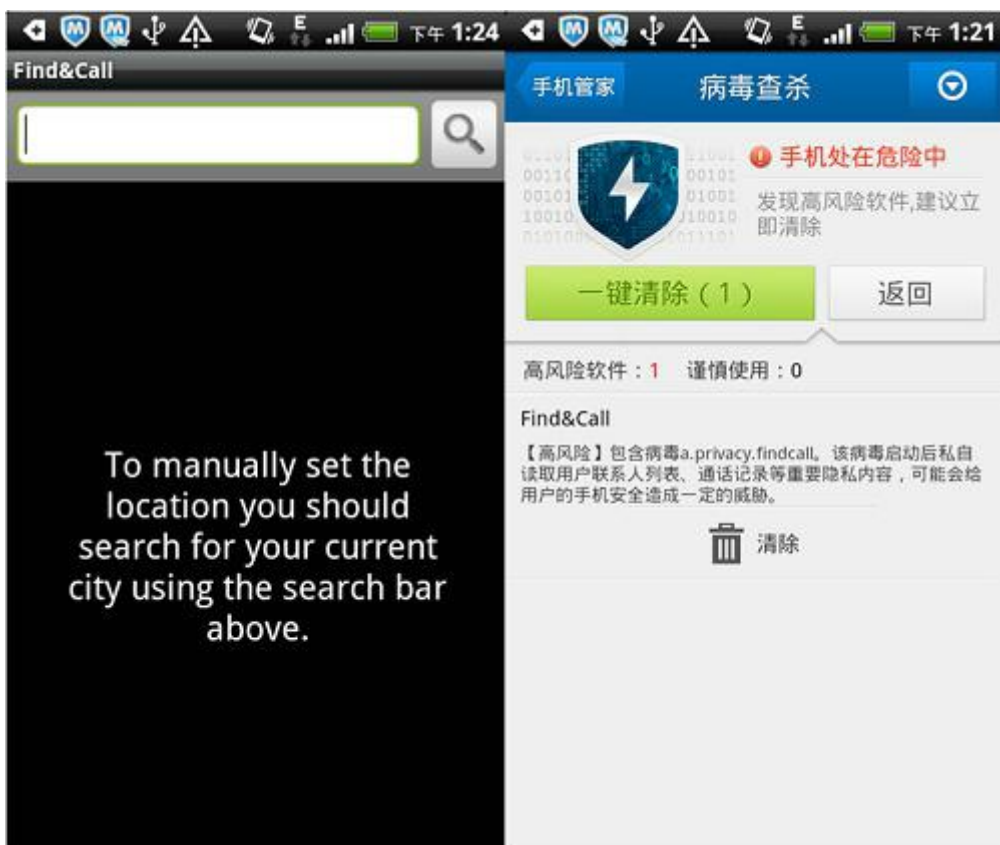 下午 1:24
Find&Call
To manually set the
location you should
search for your current
city using the search bar
above.
下午 1:21
手机管家
病毒查杀
手机处在危险中
发现高风险软件,建议立
即清除
一键清除(1)
返回
高风险软件:1 谨慎使用:0
Find&Call
【高风险】包含病毒a.privacy.findcall。该病毒启动后私自
读取用户联系人列表、通话记录等重要隐私内容,可能会给
用户的手机安全造成一定的威胁。
清除